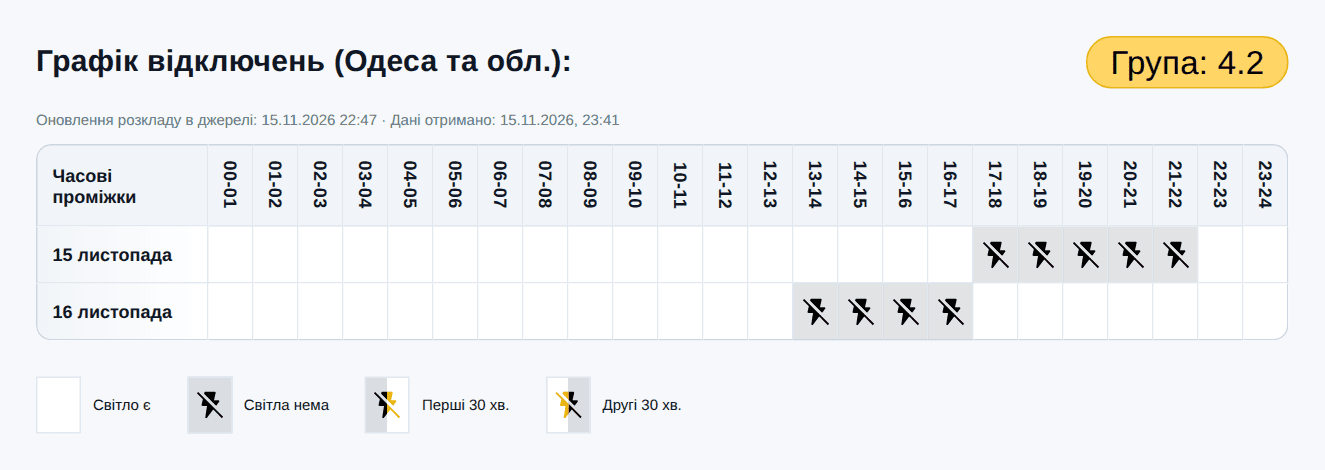 Графік відключень (Одеса та обл.):
Група: 4.2
Оновлення розкладу в джерелі: 15.11.2026 22:47 · Дані отримано: 15.11.2026, 23:41
Часові
проміжки
00-01
01-02
02-03
03-04
04-05
05-06
06-07
07-08
08-09
09-10
10-11
11-12
12-13
13-14
14-15
15-16
16-17
17-18
18-19
19-20
20-21
21-22
22-23
23-24
15 листопада
16 листопада
Світло є
Світла нема
Перші 30 хв.
Другі 30 хв.